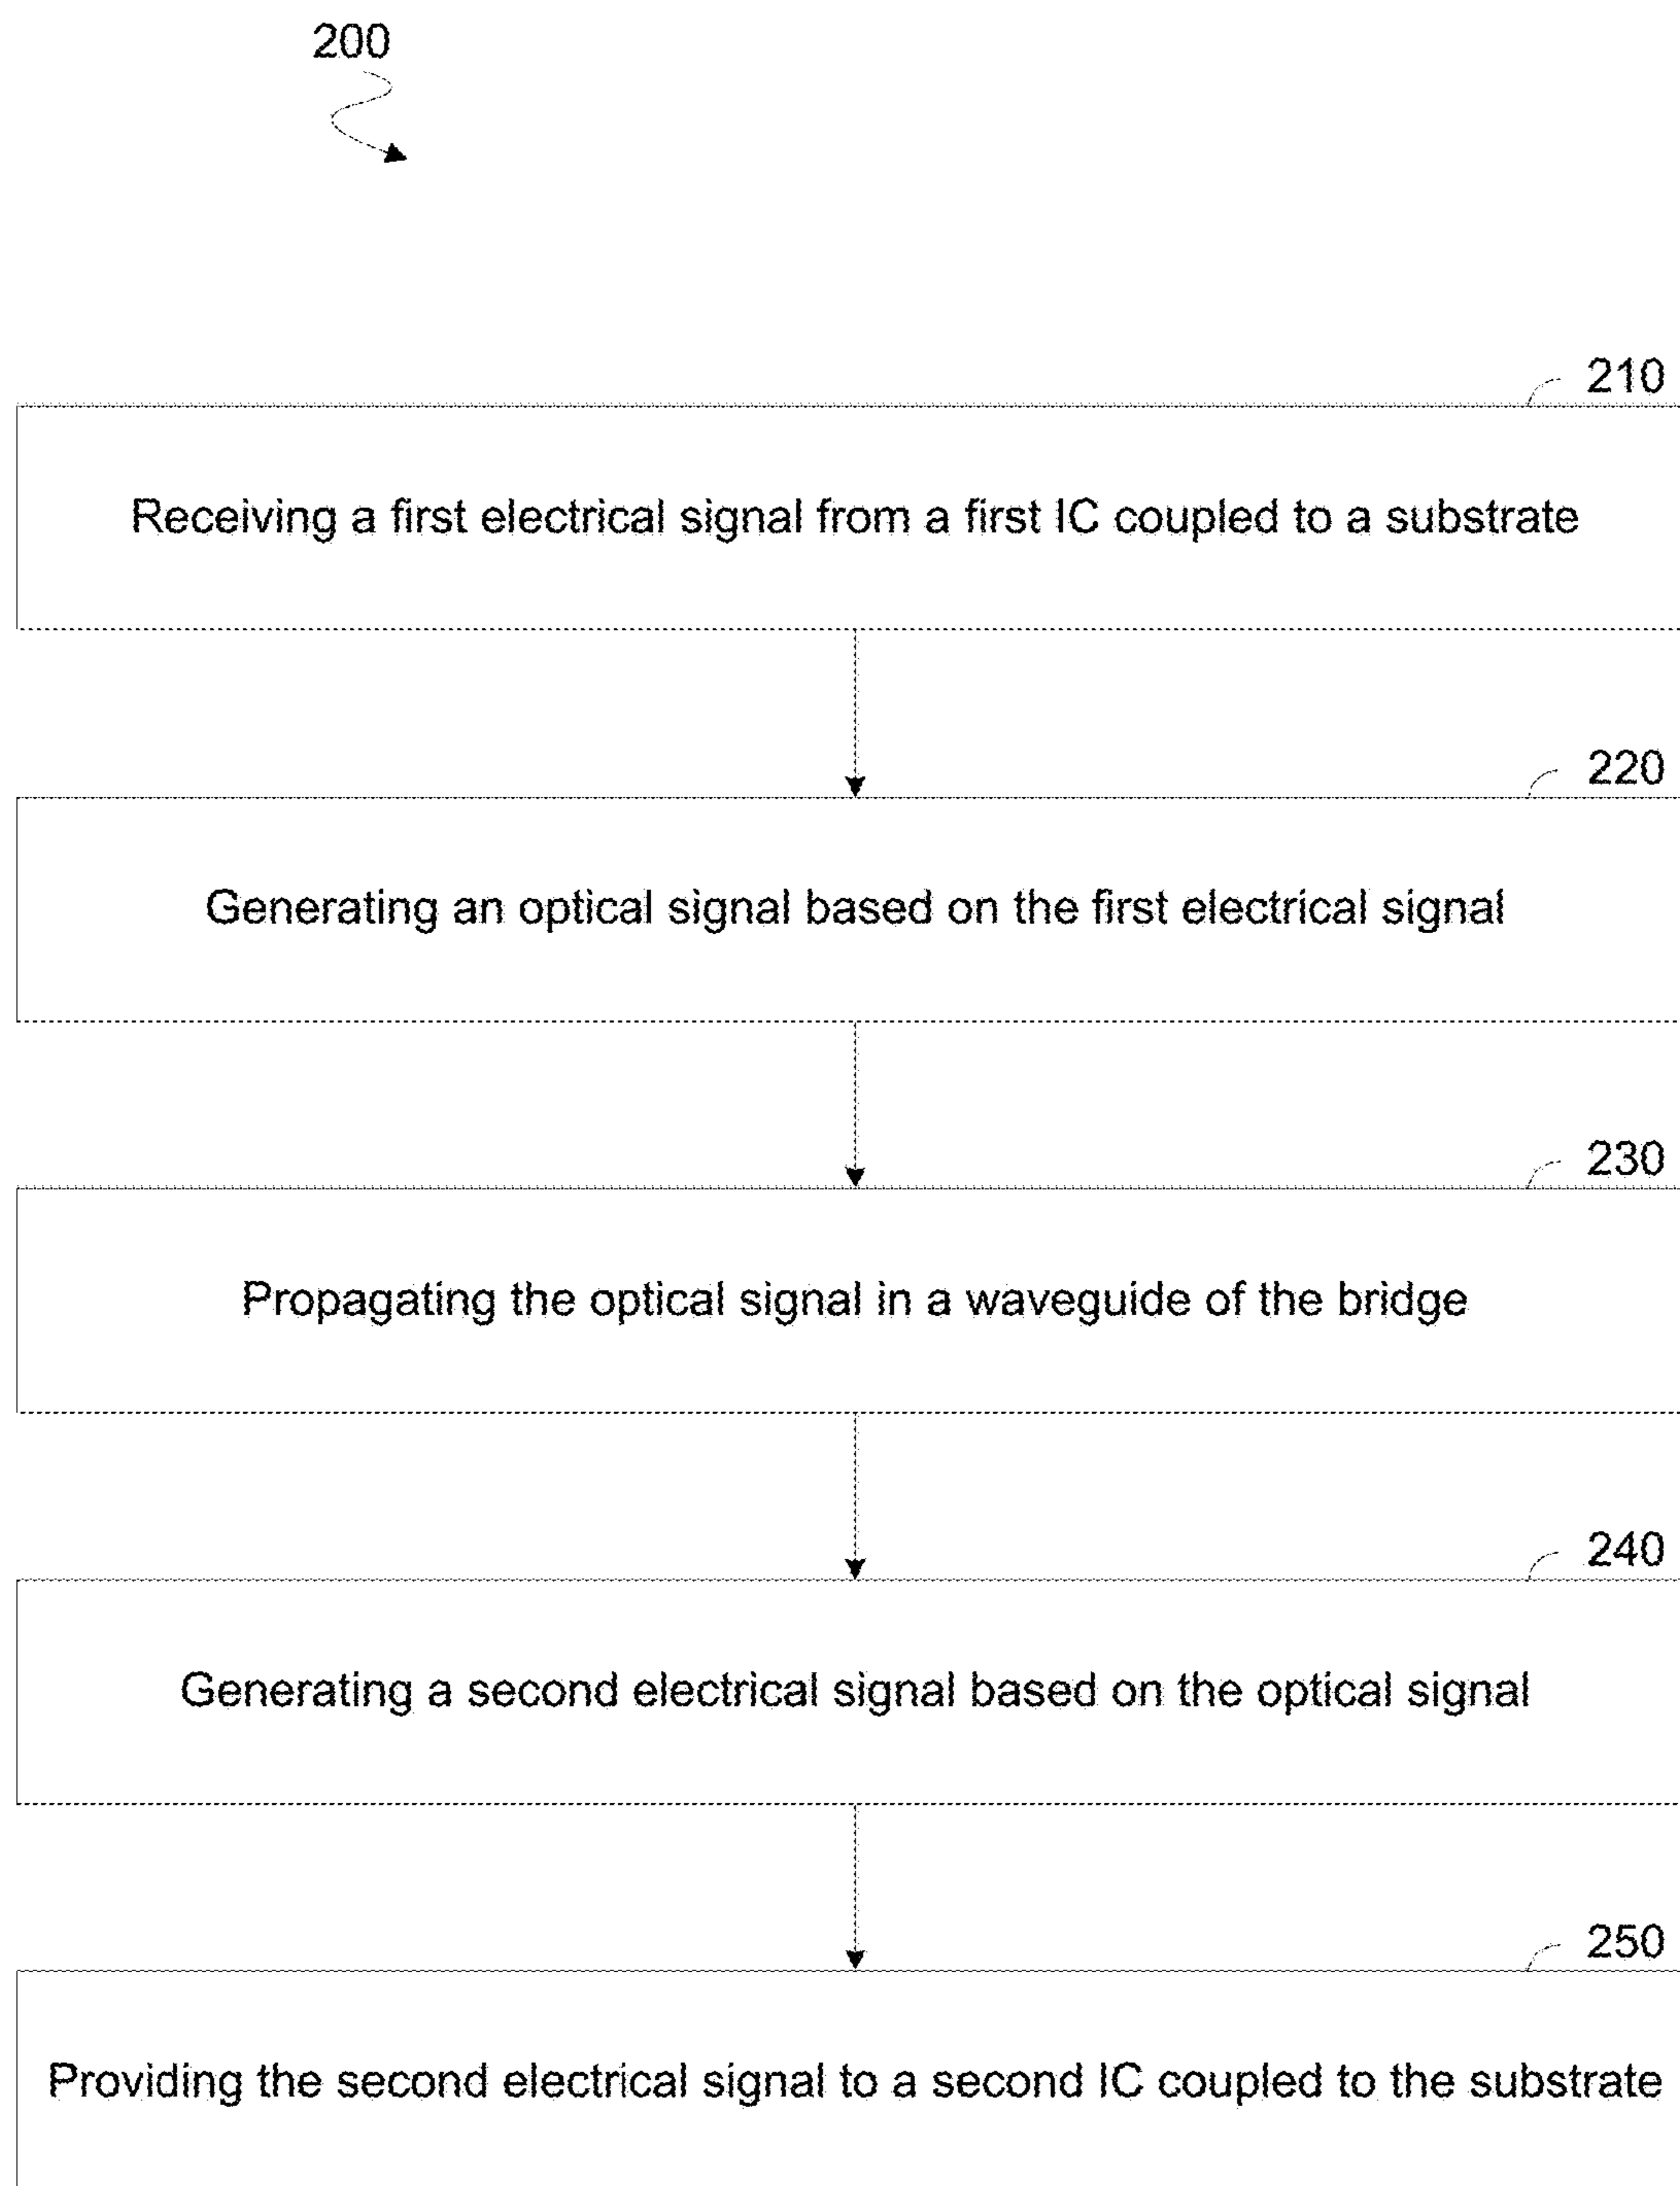 200
210
Receiving a first electrical signal from a first IC coupled to a substrate
220
Generating an optical signal based on the first electrical signal
230
Propagating the optical signal in a waveguide of the bridge
240
Generating a second electrical signal based on the optical signal
250
Providing the second electrical signal to a second IC coupled to the substrate